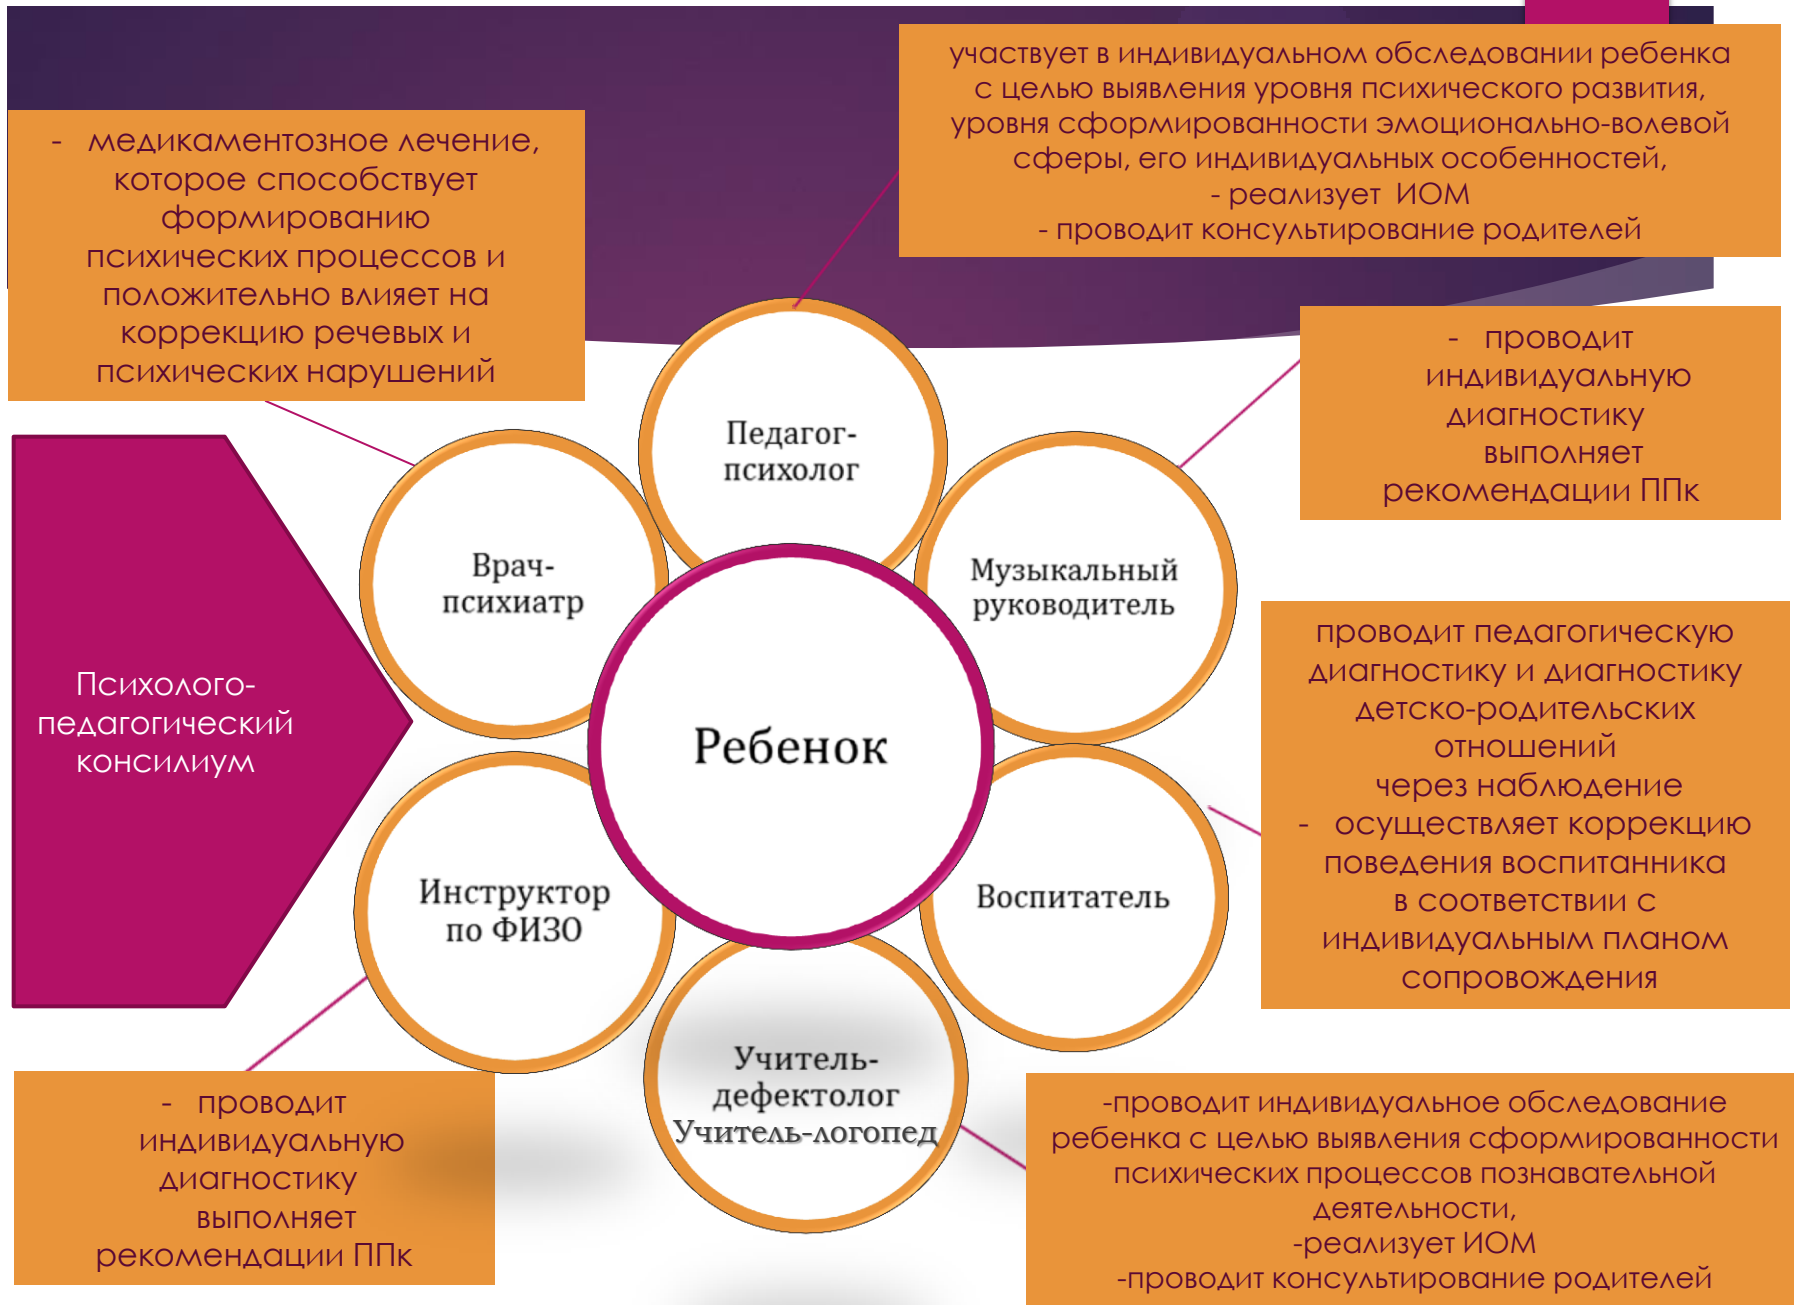 участвует в индивидуальном обследовании ребенка
с целью выявления уровня психического развития,
уровня сформированности эмоционально-волевой
сферы, его индивидуальных особенностей,
- реализует ИОМ
- проводит консультирование родителей
- медикаментозное лечение,
которое способствует
формированию
психических процессов и
положительно влияет на
коррекцию речевых и
психических нарушений
- проводит
индивидуальную
диагностику
выполняет
рекомендации ППк
Педагог-
психолог
Врач-
психиатр
Музыкальный
руководитель
Психолого-
педагогический
консилиум
Ребенок
проводит педагогическую
диагностику и диагностику
детско-родительских
отношений
через наблюдение
- осуществляет коррекцию
поведения воспитанника
в соответствии с
индивидуальным планом
сопровождения
Инструктор
по ФИЗО
Воспитатель
Учитель-
дефектолог
Учитель-логопед
- проводит
индивидуальную
диагностику
выполняет
рекомендации ППк
-проводит индивидуальное обследование
ребенка с целью выявления сформированности
психических процессов познавательной
деятельности,
-реализует ИОМ
-проводит консультирование родителей